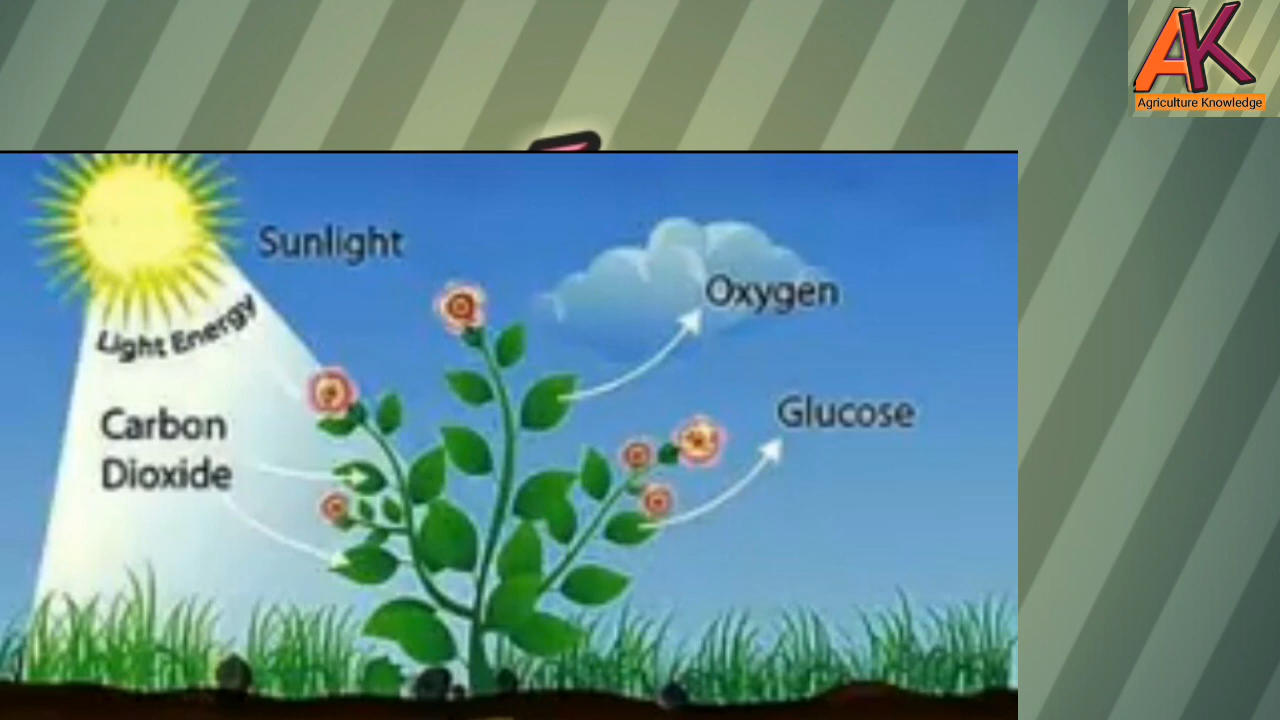 AK
Agriculture Knowledge
Sunlight
Light Energy
Oxygen
Carbon
Dioxide
Glucose